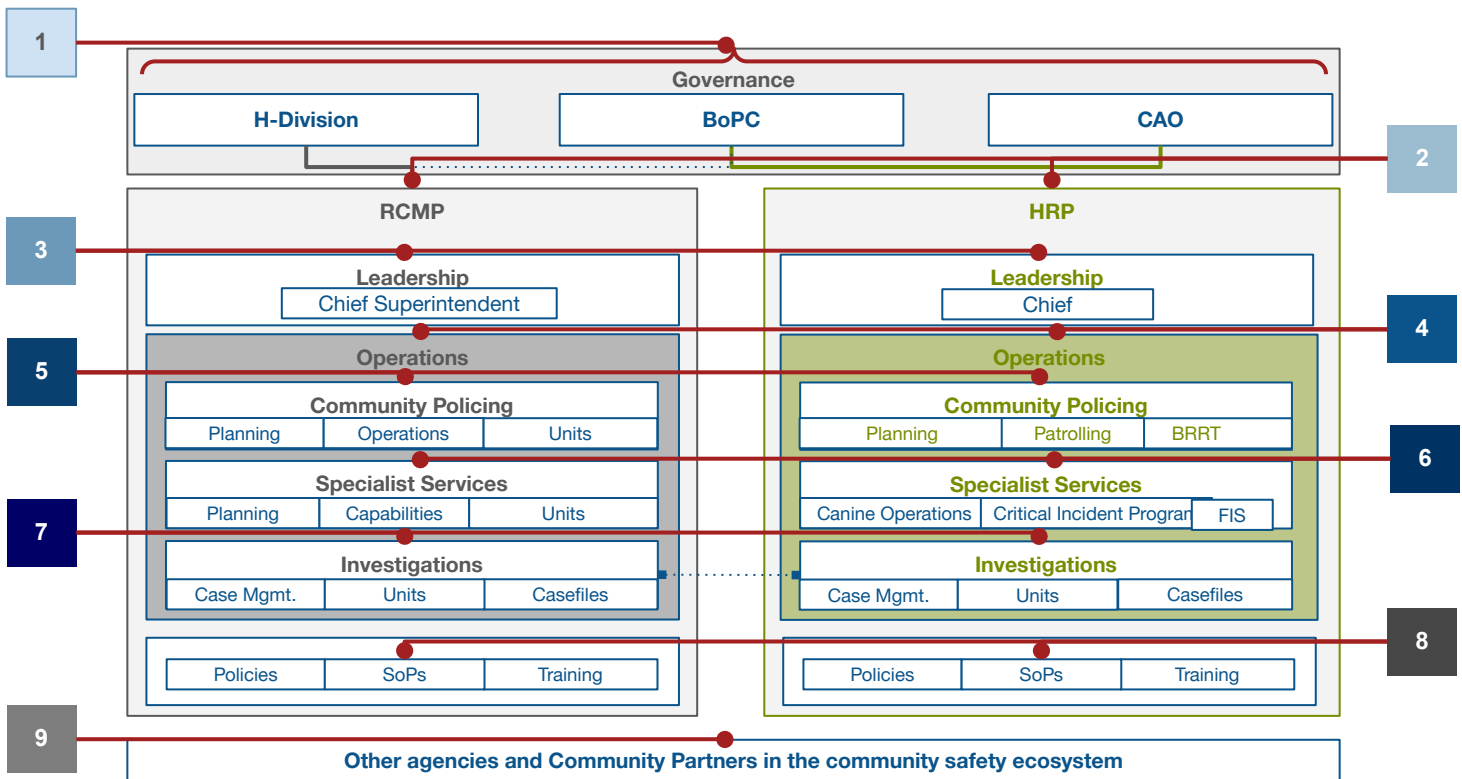 1
Governance
H-Division BoPC CAO
2
RCMP HRP
3
Leadership Leadership
Chief Superintendent Chief
4
5
Operations Operations
Community Policing Community Policing
Planning Operations Units Planning Patrolling BRRT
6
Specialist Services Specialist Services
Planning Capabilities Units Canine Operations Critical Incident Program FIS
7
Investigations Investigations
Case Mgmt. Units Casefiles Case Mgmt. Units Casefiles
8
Policies SoPs Training Policies SoPs Training
9
Other agencies and Community Partners in the community safety ecosystem